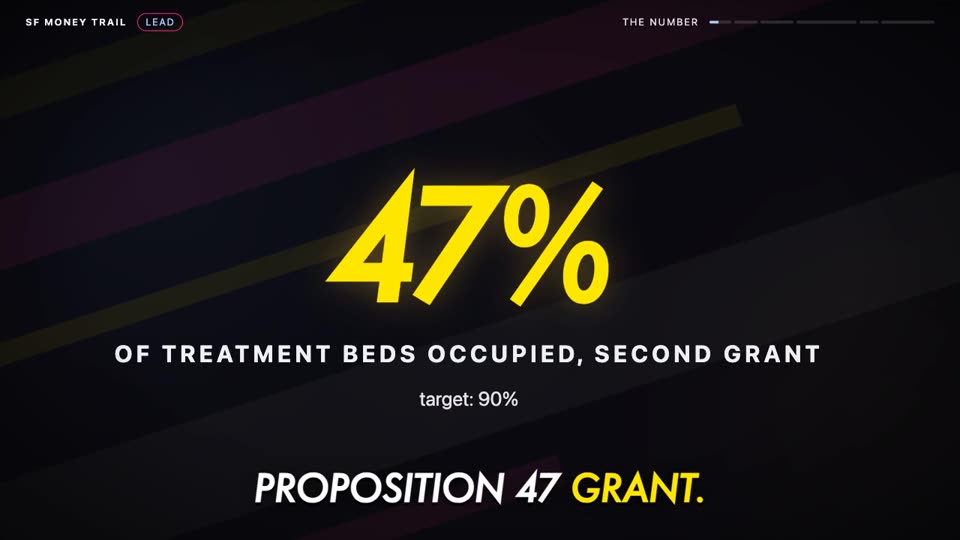 SF MONEY TRAIL LEAD THE NUMBER
47%
OF TREATMENT BEDS OCCUPIED, SECOND GRANT
target: 90%
PROPOSITION 47 GRANT.